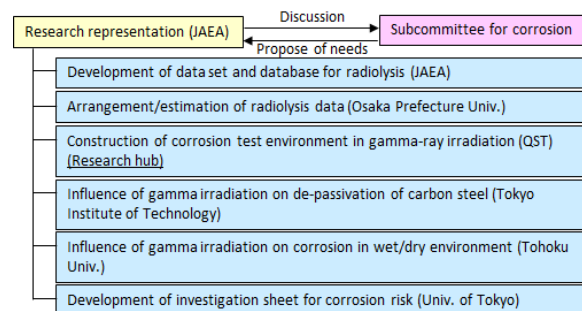 Discussion
Research representation (JAEA)
Subcommittee for corrosion
Propose of needs
Development of data set and database for radiolysis (JAEA)
Arrangement/estimation of radiolysis data (Osaka Prefecture Univ.)
Construction of corrosion test environment in gamma-ray irradiation (QST)
(Research hub)
Influence of gamma irradiation on de-passivation of carbon steel (Tokyo
Institute of Technology)
Influence of gamma irradiation on corrosion in wet/dry environment (Tohoku
Univ.)
Development of investigation sheet for corrosion risk (Univ. of Tokyo)